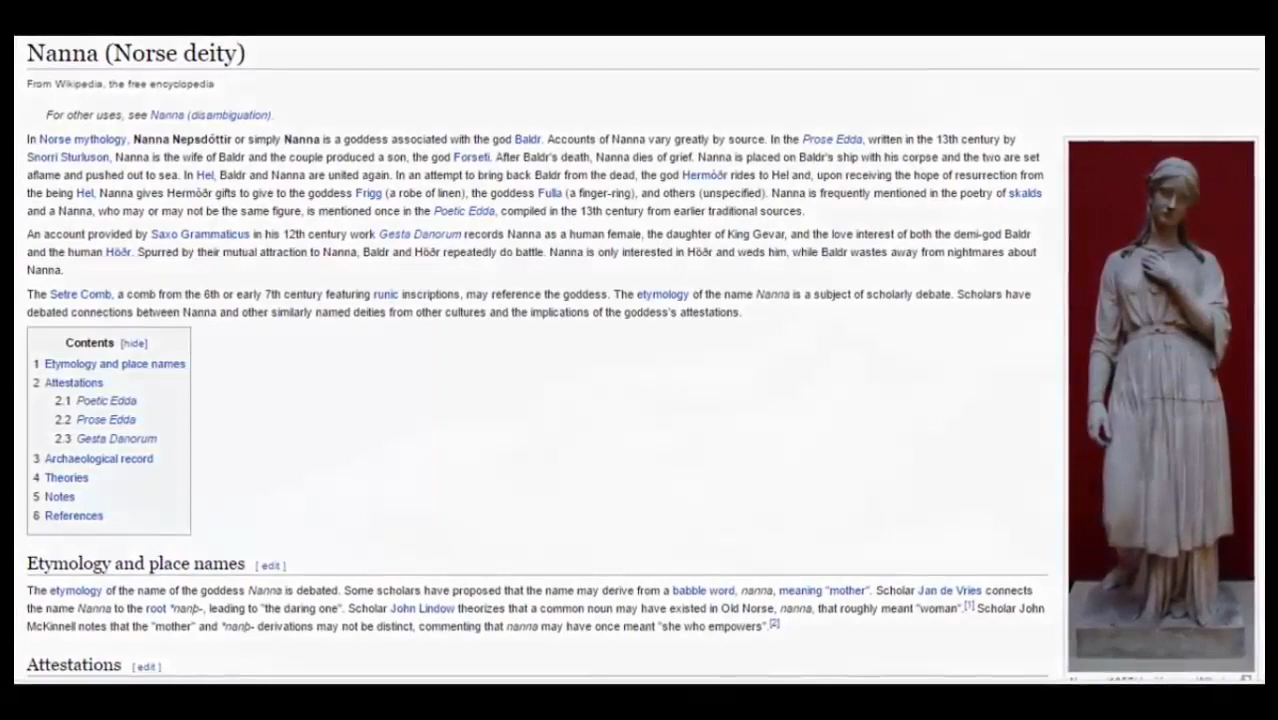 Nanna (Norse deity)
From Wikipedia, the free encyclopedia
For other uses, see Nanna (disambiguation).
In Norse mythology, Nanna Nepsdóttir or simply Nanna is a goddess associated with the god Baldr. Accounts of Nanna vary greatly by source. In the Prose Edda, written in the 13th century by
Snorri Sturluson, Nanna is the wife of Baldr and the couple produced a son, the god Forseti. After Baldr's death, Nanna dies of grief. Nanna is placed on Baldr's ship with his corpse and the two are set
aflame and pushed out to sea. In Hel, Baldr and Nanna are united again. In an attempt to bring back Baldr from the dead, the god Hermóðr rides to Hel and, upon receiving the hope of resurrection from
the being Hel, Nanna gives Hermóðr gifts to give to the goddess Frigg (a robe of linen), the goddess Fulla (a finger-ring), and others (unspecified). Nanna is frequently mentioned in the poetry of skalds
and a Nanna, who may or may not be the same figure, is mentioned once in the Poetic Edda, compiled in the 13th century from earlier traditional sources.
An account provided by Saxo Grammaticus in his 12th century work Gesta Danorum records Nanna as a human female, the daughter of King Gevar, and the love interest of both the demi-god Baldr
and the human Höðr. Spurred by their mutual attraction to Nanna, Baldr and Höðr repeatedly do battle. Nanna is only interested in Höðr and weds him, while Baldr wastes away from nightmares about
Nanna.
The Setre Comb, a comb from the 6th or early 7th century featuring runic inscriptions, may reference the goddess. The etymology of the name Nanna is a subject of scholarly debate. Scholars have
debated connections between Nanna and other similarly named deities from other cultures and the implications of the goddess's attestations.
Contents [hide]
1 Etymology and place names
2 Attestations
2.1 Poetic Edda
2.2 Prose Edda
2.3 Gesta Danorum
3 Archaeological record
4 Theories
5 Notes
6 References
Etymology and place names [ edit ]
The etymology of the name of the goddess Nanna is debated. Some scholars have proposed that the name may derive from a babble word, nanna, meaning "mother". Scholar Jan de Vries connects
the name Nanna to the root *nanþ-, leading to "the daring one". Scholar John Lindow theorizes that a common noun may have existed in Old Norse, nanna, that roughly meant "woman".[1] Scholar John
McKinnell notes that the "mother" and *nanþ- derivations may not be distinct, commenting that nanna may have once meant "she who empowers".[2]
Attestations [ edit ]